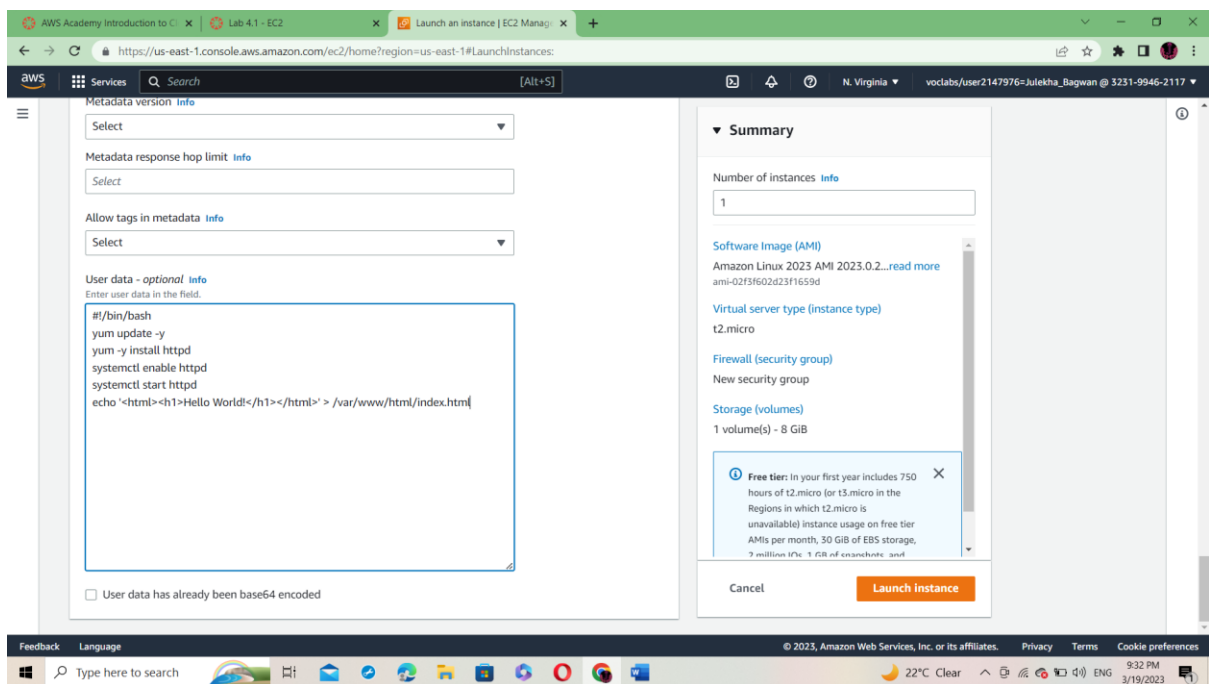 AWS Academy Introduction to Cl
Lab 4.1 - EC2
Launch an instance | EC2 Manage
https://us-east-1.console.aws.amazon.com/ec2/home?region=us-east-1#LaunchInstances:
aws
Services
Search
[Alt+S]
N. Virginia
voclabs/user2147976=Julekha_Bagwan @ 3231-9946-2117
Metadata version Info
Select
Metadata response hop limit Info
Select
Allow tags in metadata Info
Select
User data - optional Info
Enter user data in the field.
#!/bin/bash
yum update -y
yum -y install httpd
systemctl enable httpd
systemctl start httpd
echo '<html><h1>Hello World!</h1></html>' > /var/www/html/index.html
User data has already been base64 encoded
Summary
Number of instances Info
1
Software Image (AMI)
Amazon Linux 2023 AMI 2023.0.2...read more
ami-02f3f602d23f1659d
Virtual server type (instance type)
t2.micro
Firewall (security group)
New security group
Storage (volumes)
1 volume(s) - 8 GiB
Free tier: In your first year includes 750
hours of t2.micro (or t3.micro in the
Regions in which t2.micro is
unavailable) instance usage on free tier
AMIs per month, 30 GiB of EBS storage,
2 million IOs, 1 GB of snapshots, and
Cancel
Launch instance
Feedback
Language
© 2023, Amazon Web Services, Inc. or its affiliates.
Privacy
Terms
Cookie preferences
Type here to search
22°C Clear
ENG
9:32 PM
3/19/2023